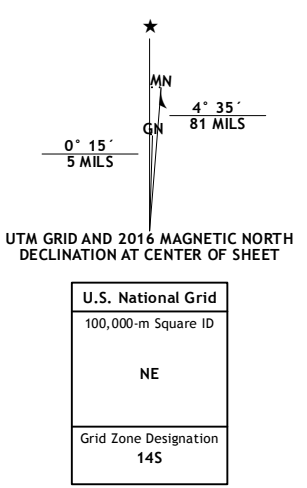 MN
4° 35´
81 MILS
GN
0° 15´
5 MILS
UTM GRID AND 2016 MAGNETIC NORTH
DECLINATION AT CENTER OF SHEET
U.S. National Grid
100,000-m Square ID
NE
Grid Zone Designation
14S